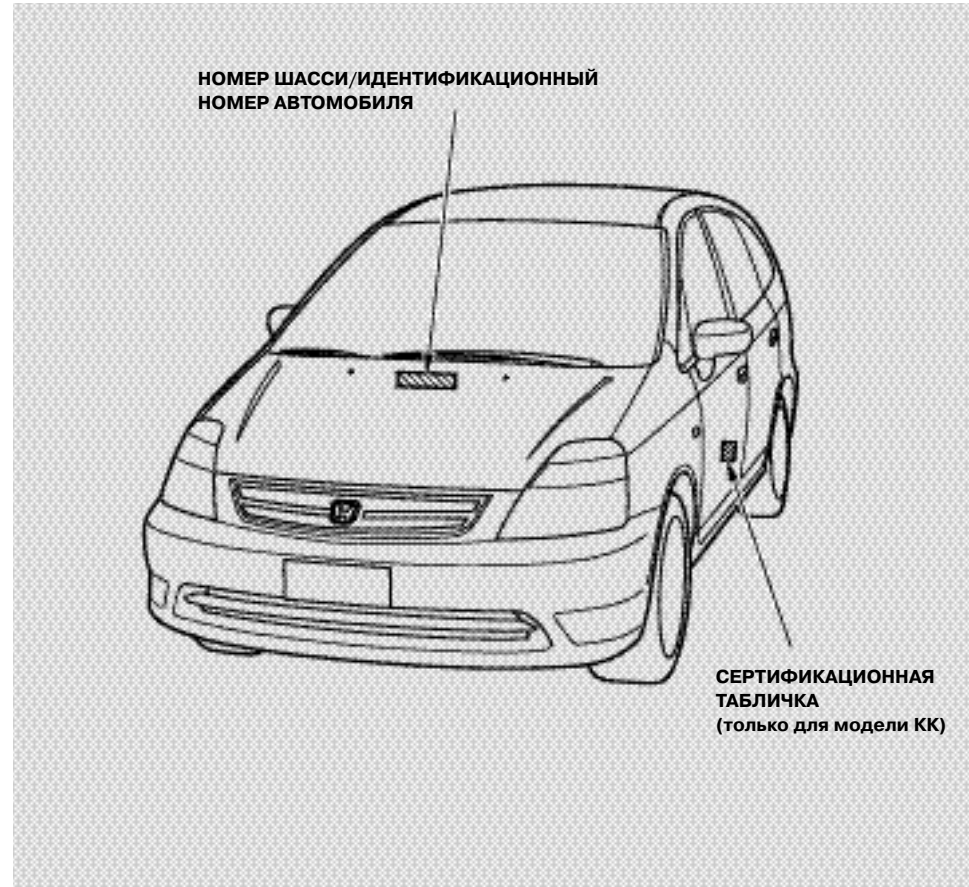 НОМЕР ШАССИ/ИДЕНТИФИКАЦИОННЫЙ
НОМЕР АВТОМОБИЛЯ
СЕРТИФИКАЦИОННАЯ
ТАБЛИЧКА
(только для модели КК)